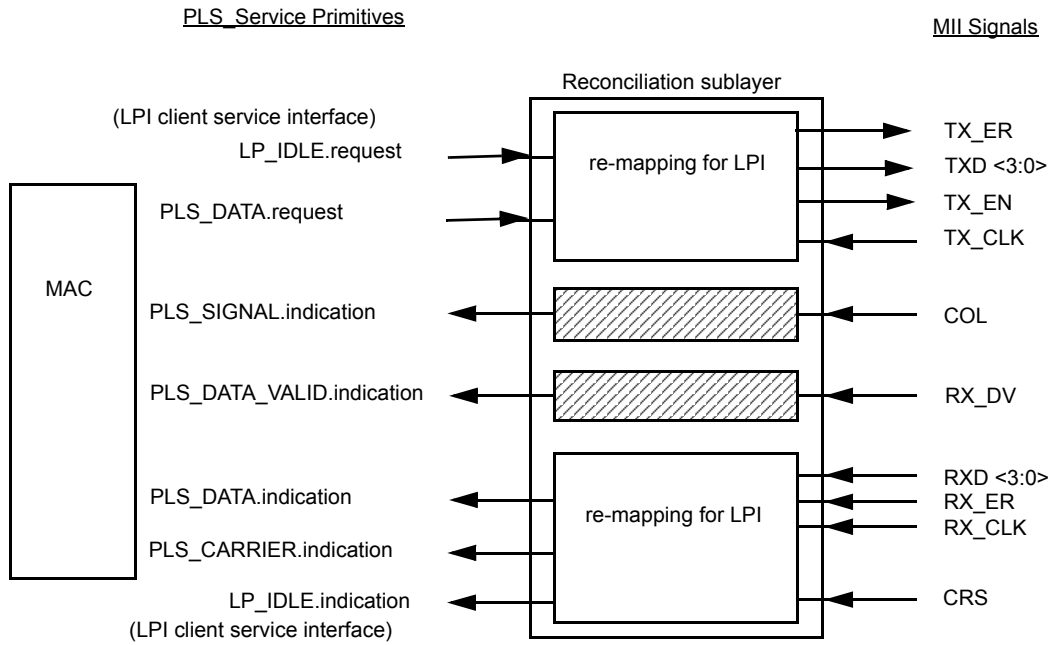 PLS_Service Primitives
MII Signals
Reconciliation sublayer
(LPI client service interface)
LP_IDLE.request
re-mapping for LPI
TX_ER
TXD <3:0>
PLS_DATA.request
TX_EN
TX_CLK
MAC
PLS_SIGNAL.indication
COL
PLS_DATA_VALID.indication
RX_DV
RXD <3:0>
PLS_DATA.indication
re-mapping for LPI
RX_ER
RX_CLK
PLS_CARRIER.indication
LP_IDLE.indication
CRS
(LPI client service interface)